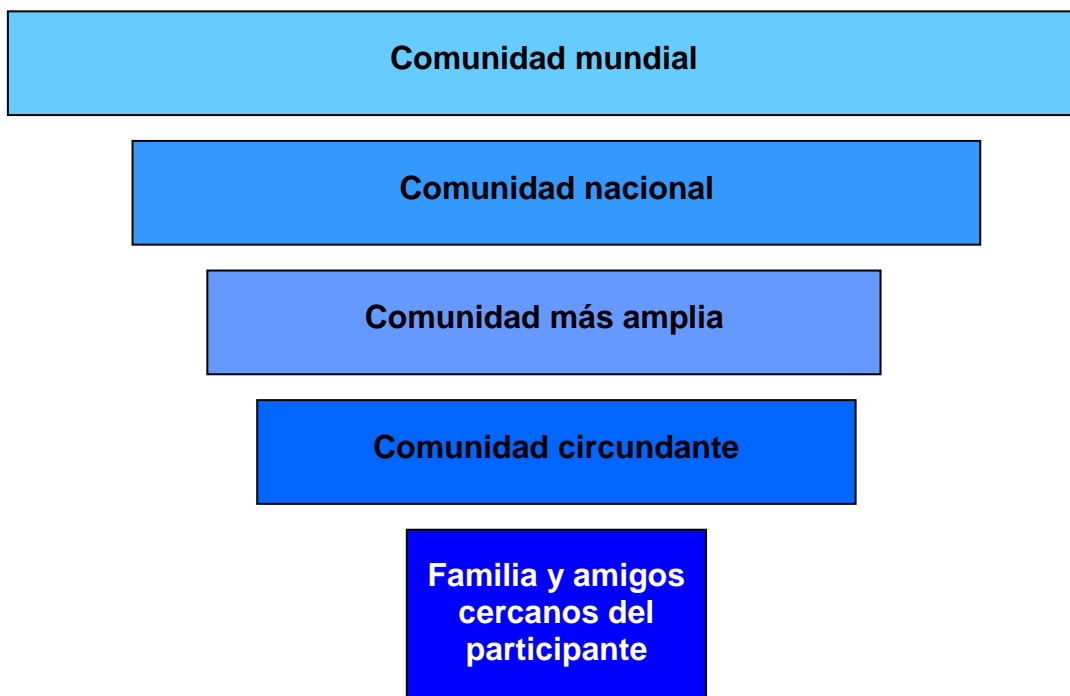 Comunidad mundial
Comunidad nacional
Comunidad más amplia
Comunidad circundante
Familia y amigos
cercanos del
participante